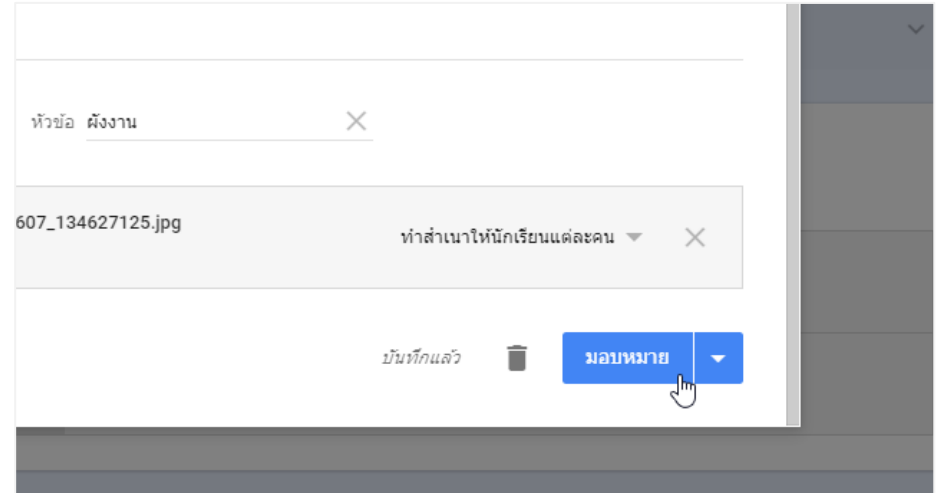 หัวข้อ ผังงาน
607_134627125.jpg
ทำสำเนาให้นักเรียนแต่ละคน
บันทึกแล้ว
มอบหมาย